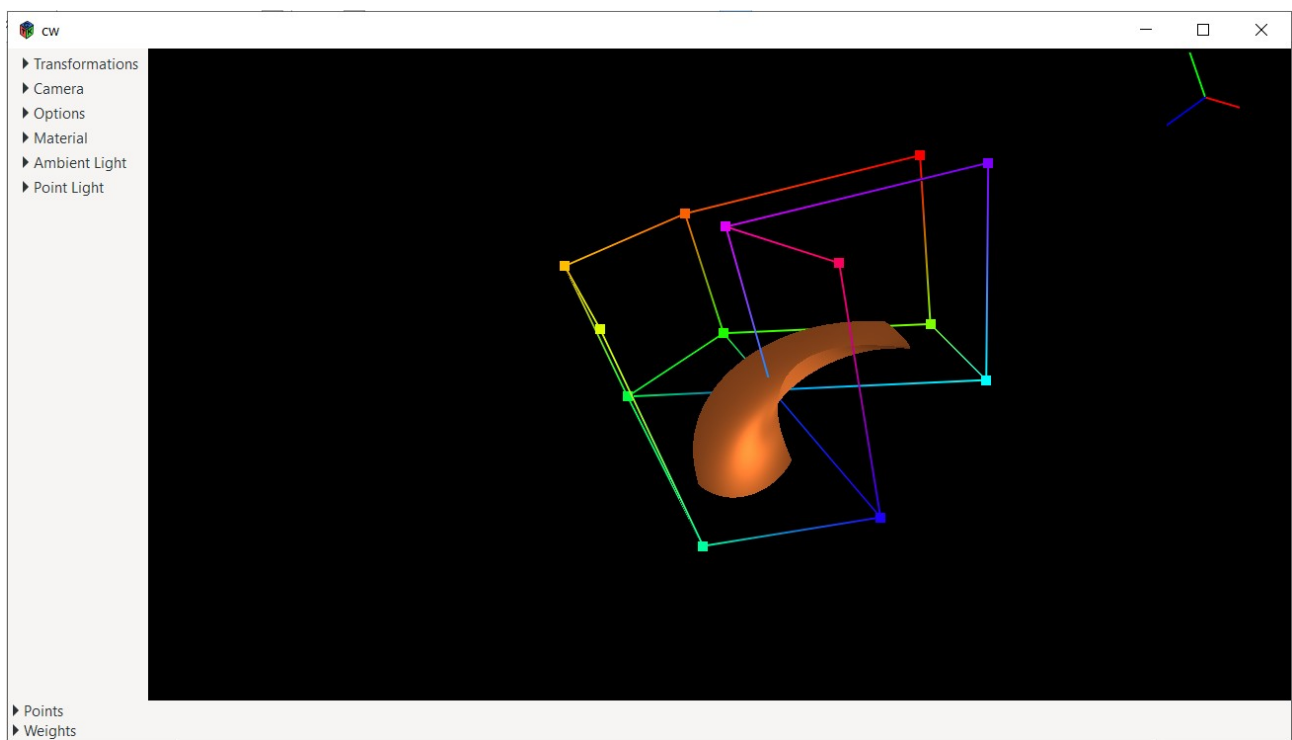 cw
Transformations
Camera
Options
Material
Ambient Light
Point Light
Points
Weights